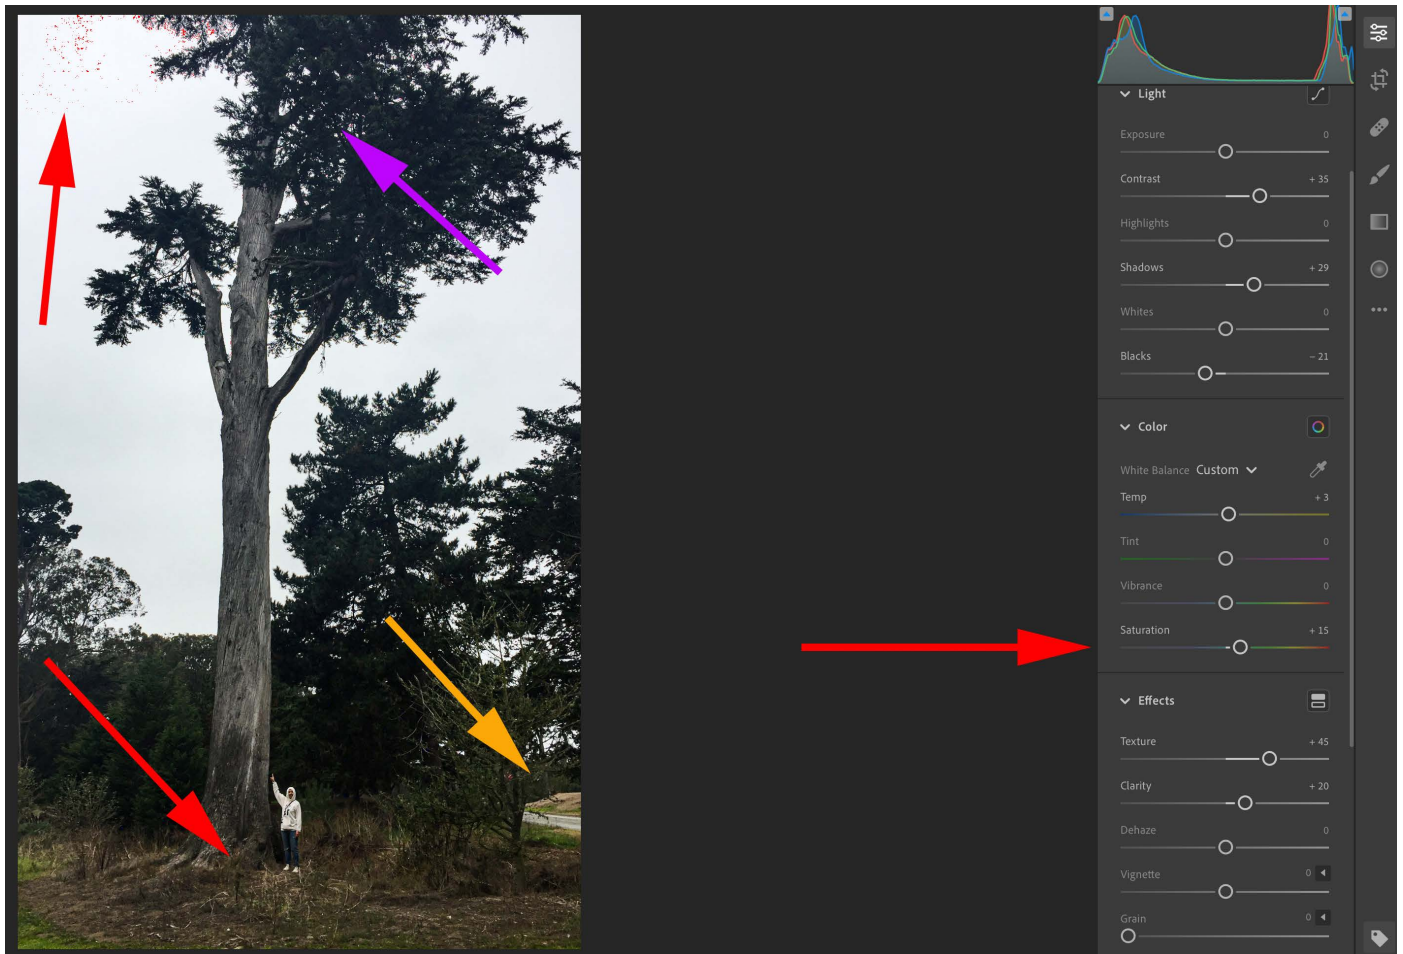 Light
Exposure 0
Contrast + 35
Highlights 0
Shadows + 29
Whites 0
Blacks − 21
Color
White Balance Custom
Temp + 3
Tint 0
Vibrance 0
Saturation + 15
Effects
Texture + 45
Clarity + 20
Dehaze 0
Vignette 0
Grain 0